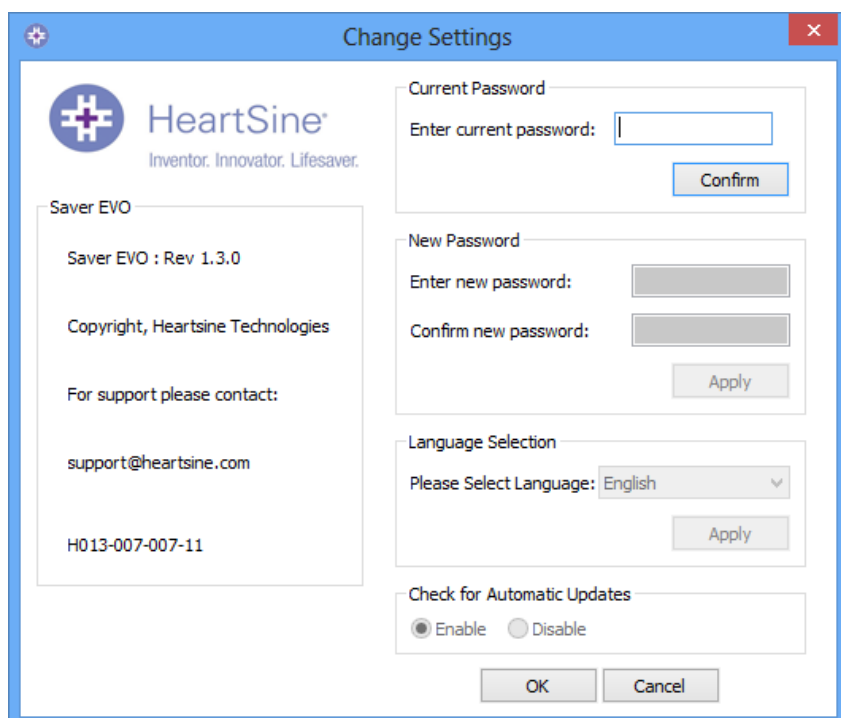 Change Settings
HeartSine®
Inventor. Innovator. Lifesaver.
Saver EVO
Saver EVO : Rev 1.3.0
Copyright, Heartsine Technologies
For support please contact:
support@heartsine.com
H013-007-007-11
Current Password
Enter current password:
Confirm
New Password
Enter new password:
Confirm new password:
Apply
Language Selection
Please Select Language: English
Apply
Check for Automatic Updates
Enable Disable
OK Cancel